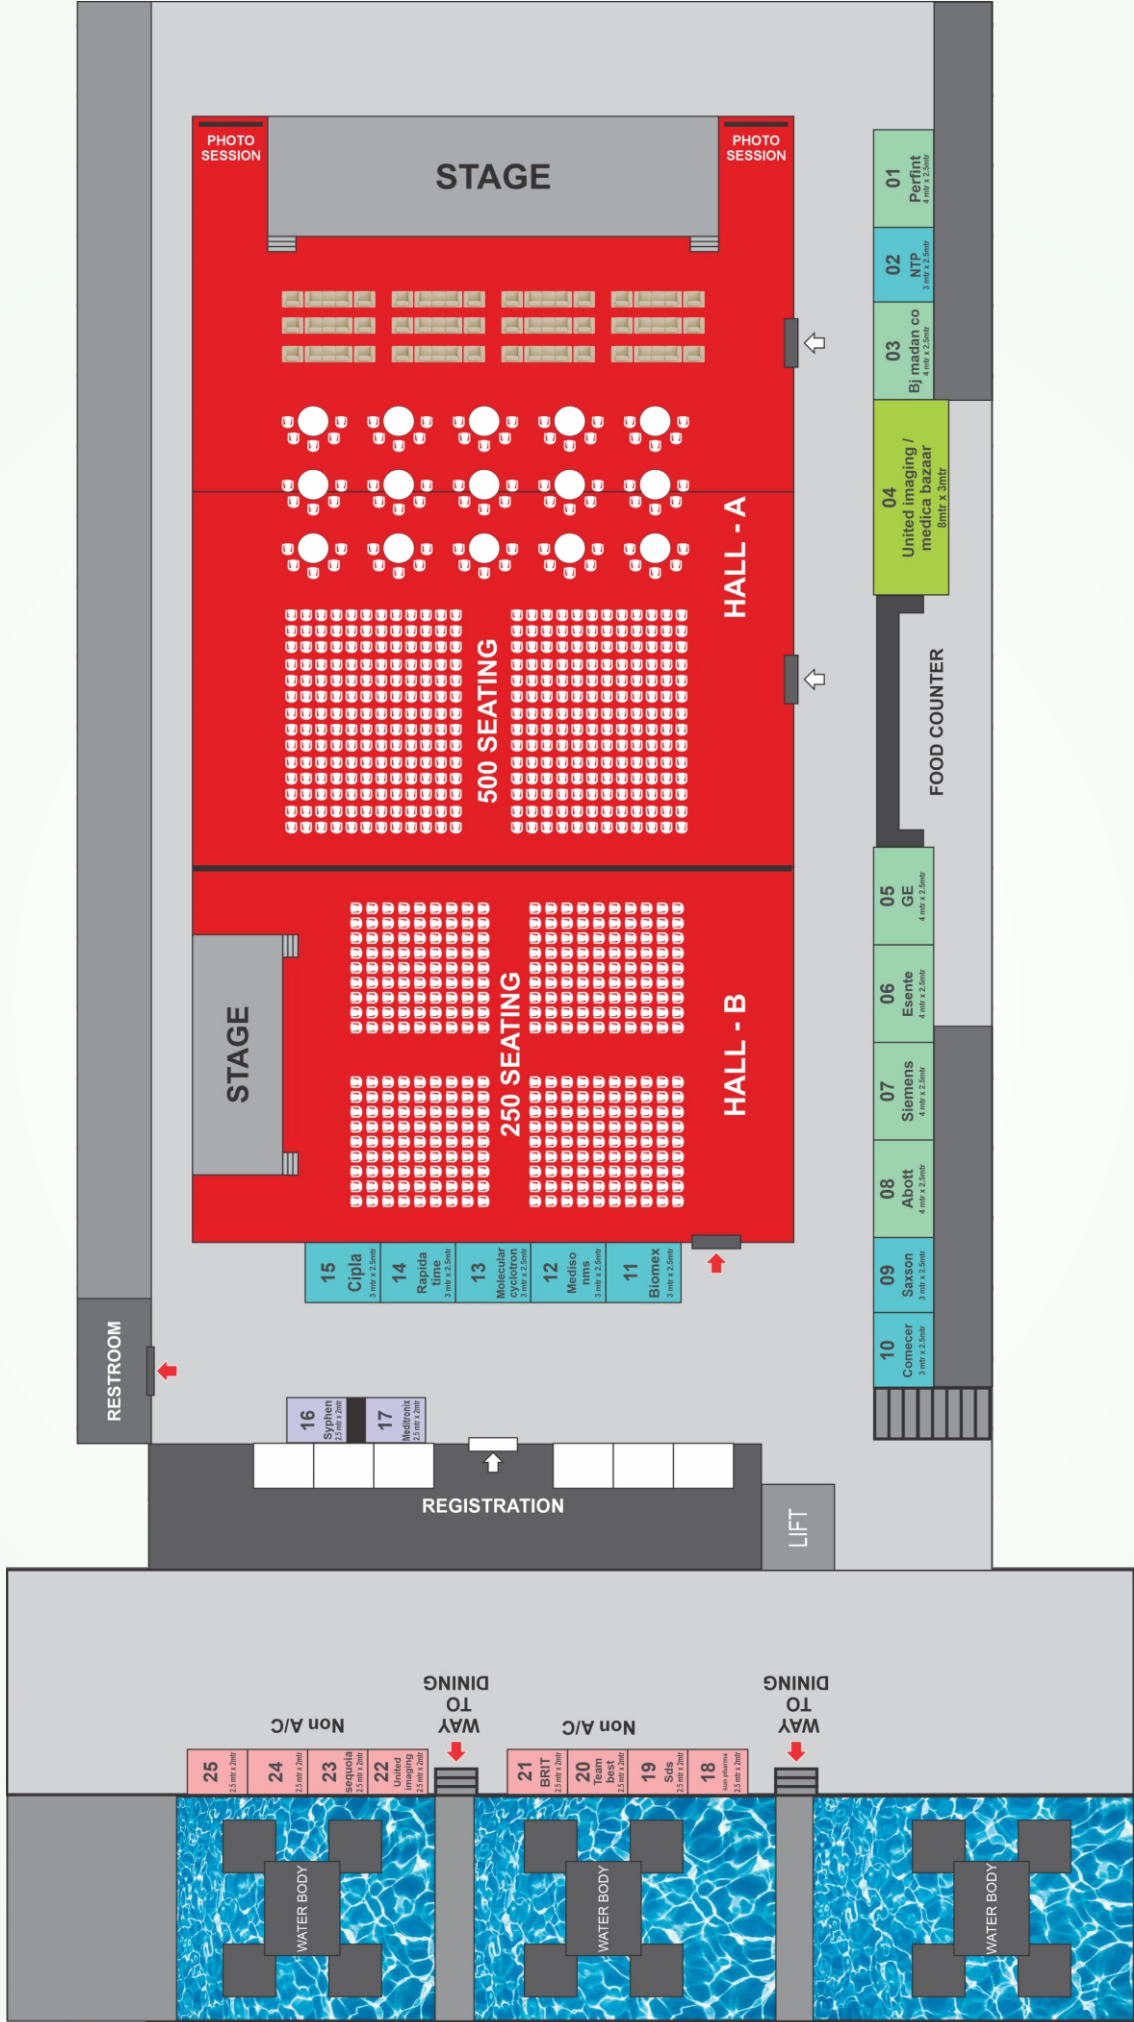 PHOTO
SESSION
STAGE
PHOTO
SESSION
01
Perfint
4 mtr x 2.5mtr
02
NTP
3 mtr x 2.5mtr
03
Bj madan co
4 mtr x 2.5mtr
04
United imaging /
medica bazaar
8mtr x 3mtr
HALL - A
500 SEATING
FOOD COUNTER
05
GE
4 mtr x 2.5mtr
06
Esente
4 mtr x 2.5mtr
07
Siemens
4 mtr x 2.5mtr
08
Abott
4 mtr x 2.5mtr
09
Saxson
3 mtr x 2.5mtr
10
Comecer
3 mtr x 2.5mtr
STAGE
250 SEATING
HALL - B
15
Cipla
3 mtr x 2.5mtr
14
Rapida
time
3 mtr x 2.5mtr
13
Molecular
cyclotron
3 mtr x 2.5mtr
12
Mediso
nms
3 mtr x 2.5mtr
11
Biomex
3 mtr x 2.5mtr
RESTROOM
16
Syphen
2.5 mtr x 2mtr
17
Meditronix
2.5 mtr x 2mtr
REGISTRATION
LIFT
WAY
TO
DINING
WAY
TO
DINING
Non A/C
Non A/C
25
2.5 mtr x 2mtr
24
2.5 mtr x 2mtr
23
sequoia
2.5 mtr x 2mtr
22
United
imaging
2.5 mtr x 2mtr
21
BRIT
2.5 mtr x 2mtr
20
Team
best
2.5 mtr x 2mtr
19
Sds
2.5 mtr x 2mtr
18
sun pharma
2.5 mtr x 2mtr
WATER BODY
WATER BODY
WATER BODY